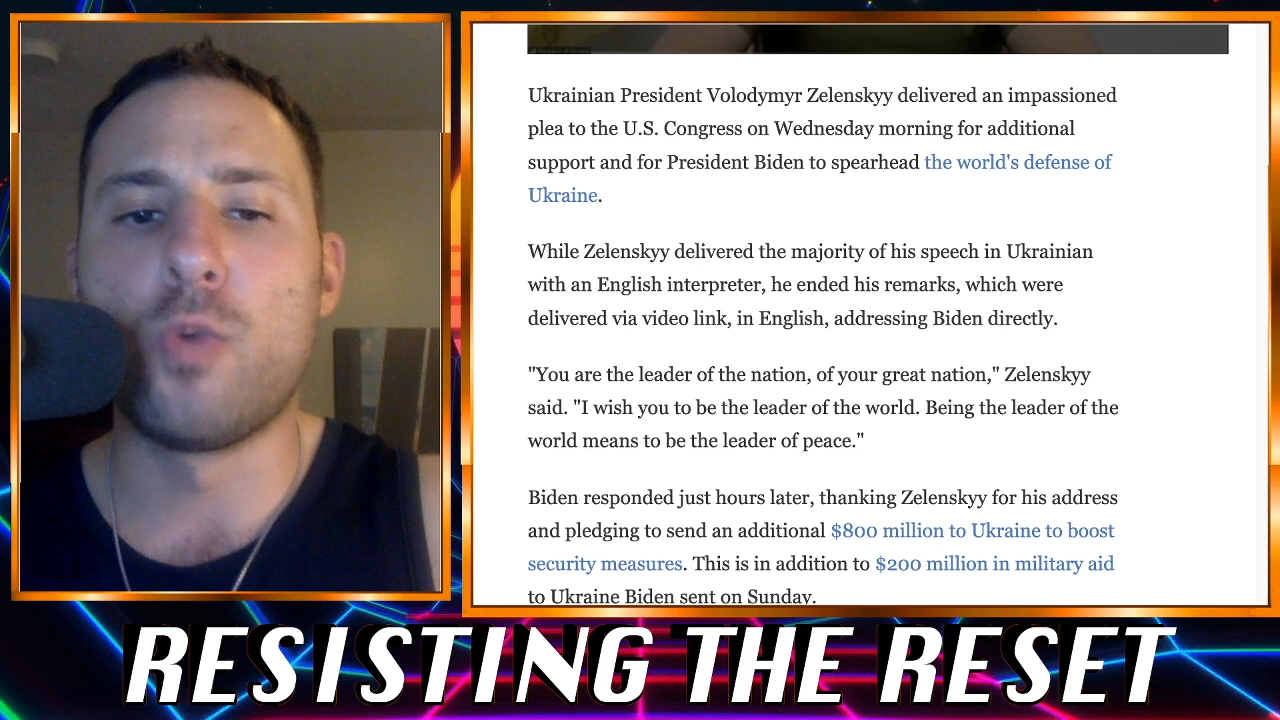 Ukrainian President Volodymyr Zelenskyy delivered an impassioned
plea to the U.S. Congress on Wednesday morning for additional
support and for President Biden to spearhead the world's defense of
Ukraine.
While Zelenskyy delivered the majority of his speech in Ukrainian
with an English interpreter, he ended his remarks, which were
delivered via video link, in English, addressing Biden directly.
"You are the leader of the nation, of your great nation," Zelenskyy
said. "I wish you to be the leader of the world. Being the leader of the
world means to be the leader of peace."
Biden responded just hours later, thanking Zelenskyy for his address
and pledging to send an additional $800 million to Ukraine to boost
security measures. This is in addition to $200 million in military aid
to Ukraine Biden sent on Sunday.
RESISTING THE RESET